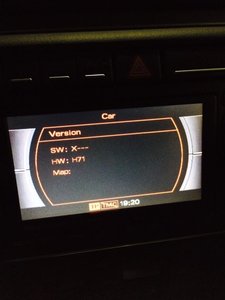 Car
Version
SW: X---
HW: H71
Map:
TP TMC 19:20